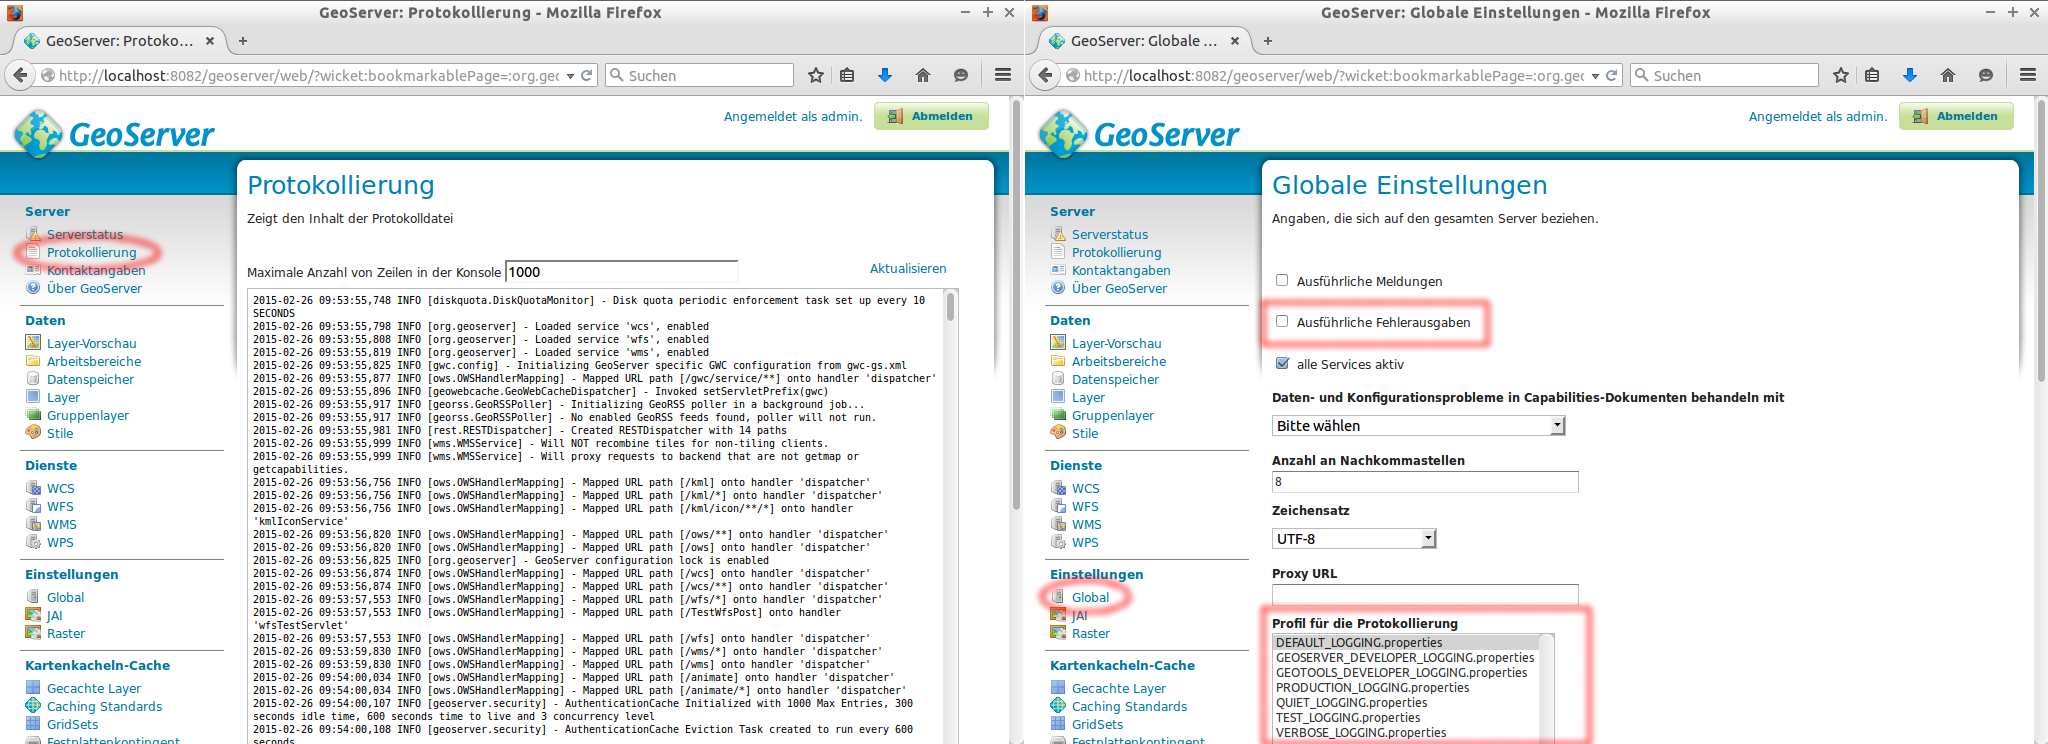 GeoServer: Protokollierung - Mozilla Firefox
GeoServer: Protoko...
http://localhost:8082/geoserver/web/?wicket:bookmarkablePage=:org.geo
Suchen
GeoServer
Angemeldet als admin.
Abmelden
Server
Serverstatus
Protokollierung
Kontaktangaben
Über GeoServer
Daten
Layer-Vorschau
Arbeitsbereiche
Datenspeicher
Layer
Gruppenlayer
Stile
Dienste
WCS
WFS
WMS
WPS
Einstellungen
Global
JAI
Raster
Kartenkacheln-Cache
Gecachte Layer
Caching Standards
GridSets
Festplattenkontingent
Protokollierung
Zeigt den Inhalt der Protokolldatei
Maximale Anzahl von Zeilen in der Konsole 1000
Aktualisieren
2015-02-26 09:53:55,748 INFO [diskquota.DiskQuotaMonitor] - Disk quota periodic enforcement task set up every 10
SECONDS
2015-02-26 09:53:55,798 INFO [org.geoserver] - Loaded service 'wcs', enabled
2015-02-26 09:53:55,808 INFO [org.geoserver] - Loaded service 'wfs', enabled
2015-02-26 09:53:55,819 INFO [org.geoserver] - Loaded service 'wms', enabled
2015-02-26 09:53:55,825 INFO [gwc.config] - Initializing GeoServer specific GWC configuration from gwc-gs.xml
2015-02-26 09:53:55,877 INFO [ows.OWSHandlerMapping] - Mapped URL path [/gwc/service/**] onto handler 'dispatcher'
2015-02-26 09:53:55,896 INFO [geowebcache.GeoWebCacheDispatcher] - Invoked setServletPrefix(gwc)
2015-02-26 09:53:55,917 INFO [georss.GeoRSSPoller] - Initializing GeoRSS poller in a background job...
2015-02-26 09:53:55,917 INFO [georss.GeoRSSPoller] - No enabled GeoRSS feeds found, poller will not run.
2015-02-26 09:53:55,981 INFO [rest.RESTDispatcher] - Created RESTDispatcher with 14 paths
2015-02-26 09:53:55,999 INFO [wms.WMSService] - Will NOT recombine tiles for non-tiling clients.
2015-02-26 09:53:55,999 INFO [wms.WMSService] - Will proxy requests to backend that are not getmap or
getcapabilities.
2015-02-26 09:53:56,756 INFO [ows.OWSHandlerMapping] - Mapped URL path [/kml] onto handler 'dispatcher'
2015-02-26 09:53:56,756 INFO [ows.OWSHandlerMapping] - Mapped URL path [/kml/*] onto handler 'dispatcher'
2015-02-26 09:53:56,756 INFO [ows.OWSHandlerMapping] - Mapped URL path [/kml/icon/**/*] onto handler
'kmlIconService'
2015-02-26 09:53:56,820 INFO [ows.OWSHandlerMapping] - Mapped URL path [/ows/**] onto handler 'dispatcher'
2015-02-26 09:53:56,820 INFO [ows.OWSHandlerMapping] - Mapped URL path [/ows] onto handler 'dispatcher'
2015-02-26 09:53:56,825 INFO [org.geoserver] - GeoServer configuration lock is enabled
2015-02-26 09:53:56,874 INFO [ows.OWSHandlerMapping] - Mapped URL path [/wcs] onto handler 'dispatcher'
2015-02-26 09:53:56,874 INFO [ows.OWSHandlerMapping] - Mapped URL path [/wcs/**] onto handler 'dispatcher'
2015-02-26 09:53:57,553 INFO [ows.OWSHandlerMapping] - Mapped URL path [/wfs/*] onto handler 'dispatcher'
2015-02-26 09:53:57,553 INFO [ows.OWSHandlerMapping] - Mapped URL path [/TestWfsPost] onto handler
'wfsTestServlet'
2015-02-26 09:53:57,553 INFO [ows.OWSHandlerMapping] - Mapped URL path [/wfs] onto handler 'dispatcher'
2015-02-26 09:53:59,830 INFO [ows.OWSHandlerMapping] - Mapped URL path [/wms/*] onto handler 'dispatcher'
2015-02-26 09:53:59,830 INFO [ows.OWSHandlerMapping] - Mapped URL path [/wms] onto handler 'dispatcher'
2015-02-26 09:54:00,034 INFO [ows.OWSHandlerMapping] - Mapped URL path [/animate] onto handler 'dispatcher'
2015-02-26 09:54:00,034 INFO [ows.OWSHandlerMapping] - Mapped URL path [/animate/*] onto handler 'dispatcher'
2015-02-26 09:54:00,107 INFO [geoserver.security] - AuthenticationCache Initialized with 1000 Max Entries, 300
seconds idle time, 600 seconds time to live and 3 concurrency level
2015-02-26 09:54:00,108 INFO [geoserver.security] - AuthenticationCache Eviction Task created to run every 600
seconds
GeoServer: Globale Einstellungen - Mozilla Firefox
GeoServer: Globale ...
http://localhost:8082/geoserver/web/?wicket:bookmarkablePage=:org.geo
Suchen
GeoServer
Angemeldet als admin.
Abmelden
Server
Serverstatus
Protokollierung
Kontaktangaben
Über GeoServer
Daten
Layer-Vorschau
Arbeitsbereiche
Datenspeicher
Layer
Gruppenlayer
Stile
Dienste
WCS
WFS
WMS
WPS
Einstellungen
Global
JAI
Raster
Kartenkacheln-Cache
Gecachte Layer
Caching Standards
GridSets
Festplattenkontingent
Globale Einstellungen
Angaben, die sich auf den gesamten Server beziehen.
Ausführliche Meldungen
Ausführliche Fehlerausgaben
alle Services aktiv
Daten- und Konfigurationsprobleme in Capabilities-Dokumenten behandeln mit
Bitte wählen
Anzahl an Nachkommastellen
8
Zeichensatz
UTF-8
Proxy URL
Profil für die Protokollierung
DEFAULT_LOGGING.properties
GEOSERVER_DEVELOPER_LOGGING.properties
GEOTOOLS_DEVELOPER_LOGGING.properties
PRODUCTION_LOGGING.properties
QUIET_LOGGING.properties
TEST_LOGGING.properties
VERBOSE_LOGGING.properties